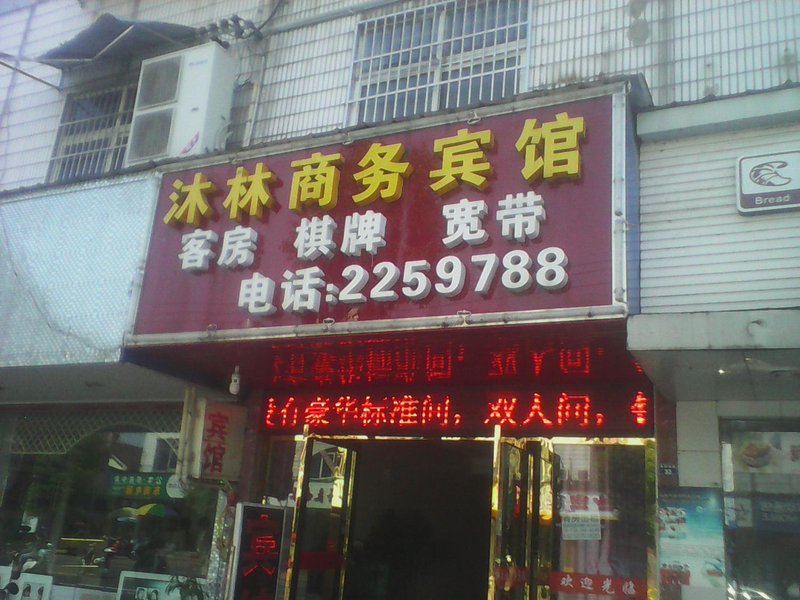 沐林商务宾馆
客房 棋牌 宽带
电话:2259788
Bread
有豪华标准间，双人间，
宾馆
欢迎光临